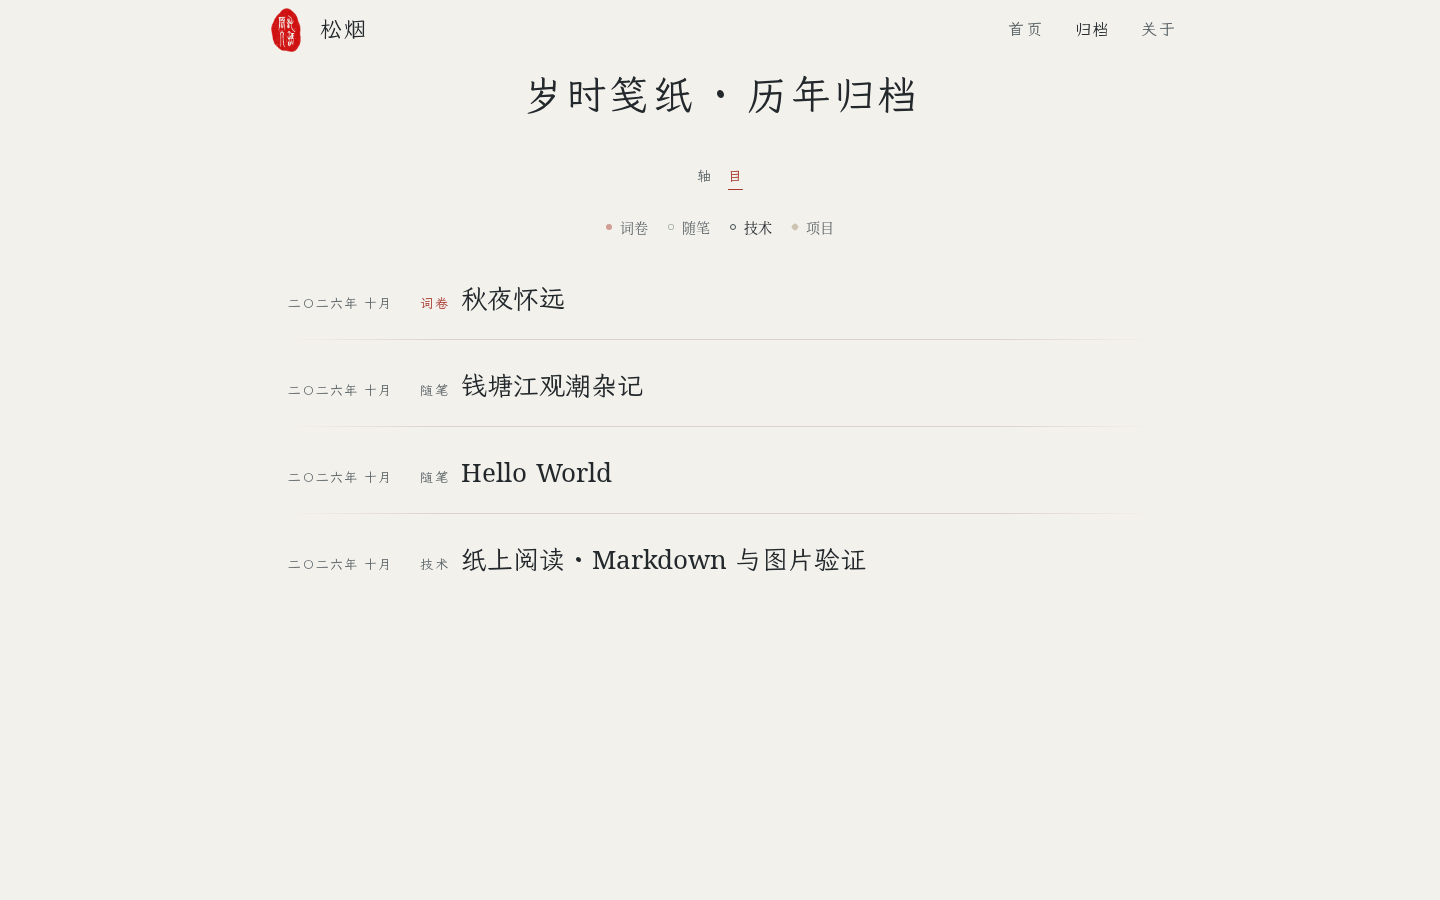 松烟 首页 归档 关于
岁时笺纸・历年归档
轴 目
词卷 随笔 技术 项目
二〇二六年 十月 词卷 秋夜怀远
二〇二六年 十月 随笔 钱塘江观潮杂记
二〇二六年 十月 随笔 Hello World
二〇二六年 十月 技术 纸上阅读・Markdown 与图片验证